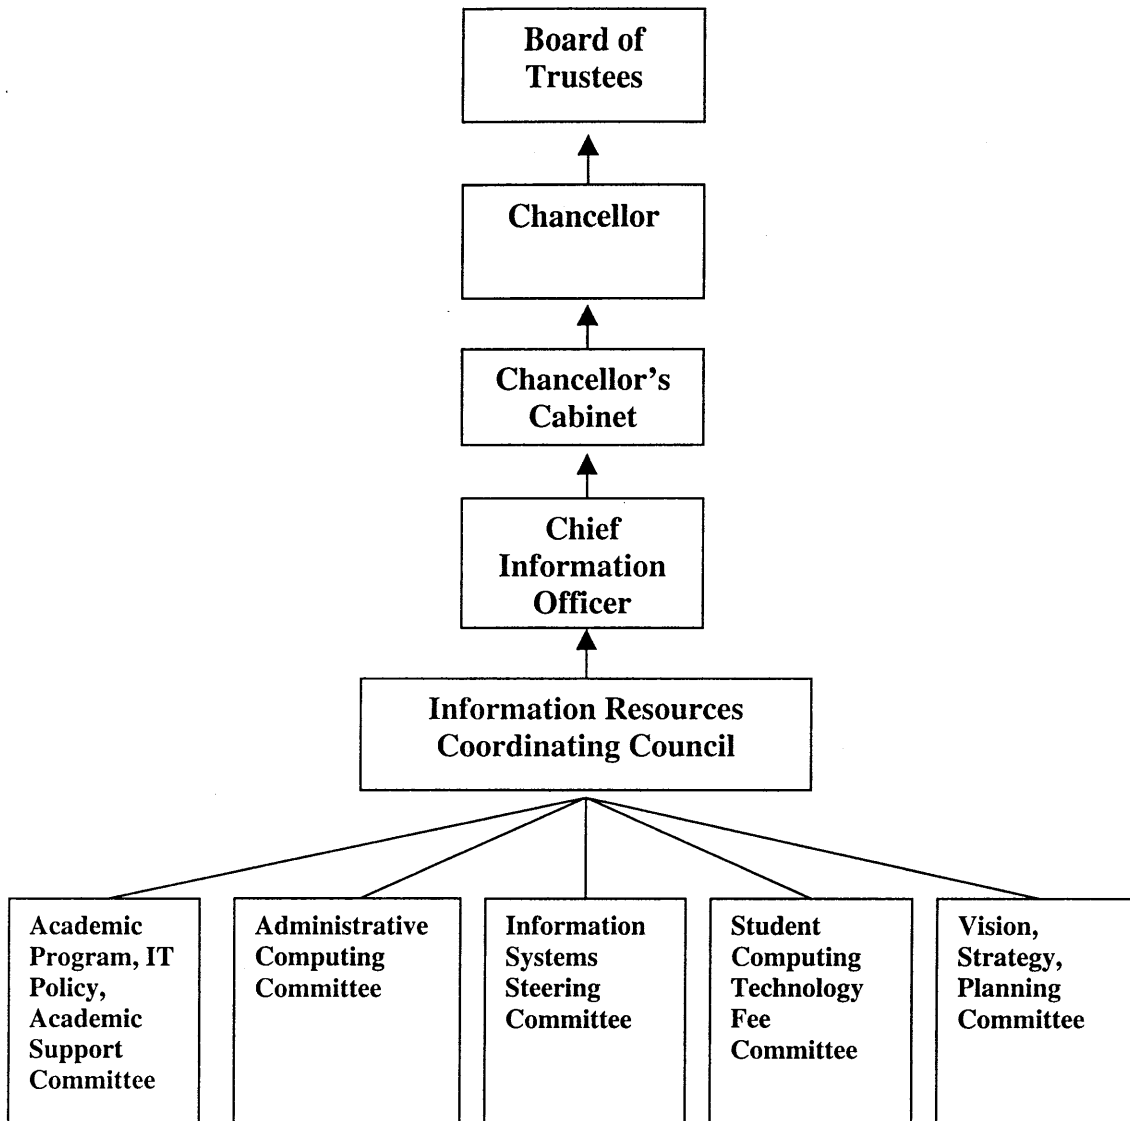 Board of
Trustees
Chancellor
Chancellor's
Cabinet
Chief
Information
Officer
Information Resources
Coordinating Council
Academic
Program, IT
Policy,
Academic
Support
Committee
Administrative
Computing
Committee
Information
Systems
Steering
Committee
Student
Computing
Technology
Fee
Committee
Vision,
Strategy,
Planning
Committee